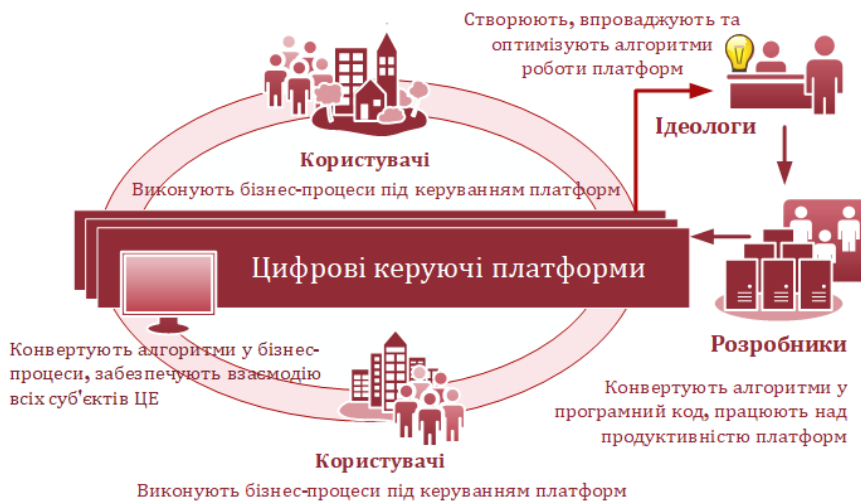 Створюють, впроваджують та
оптимізують алгоритми
роботи платформ
Ідеологи
Користувачі
Виконують бізнес-процеси під керуванням платформ
Цифрові керуючі платформи
Розробники
Конвертують алгоритми у бізнес-
процеси, забезпечують взаємодію
всіх суб'єктів ЦЕ
Конвертують алгоритми у
програмний код, працюють над
продуктивністю платформ
Користувачі
Виконують бізнес-процеси під керуванням платформ